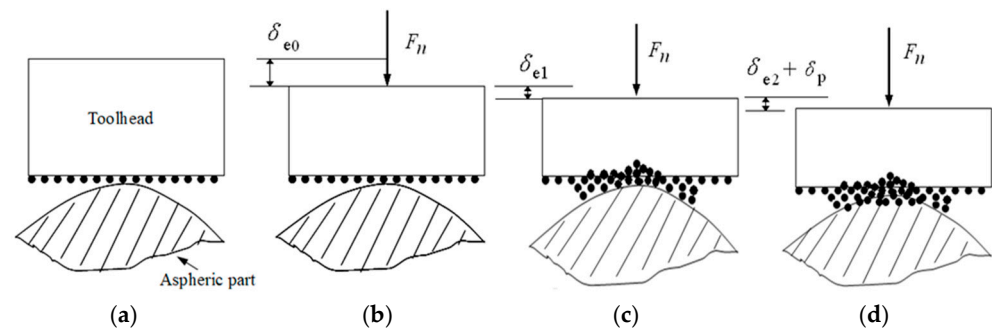 δe0
Fn
δe1
Fn
δe2 + δp
Fn
Toolhead
Aspheric part
(a)
(b)
(c)
(d)